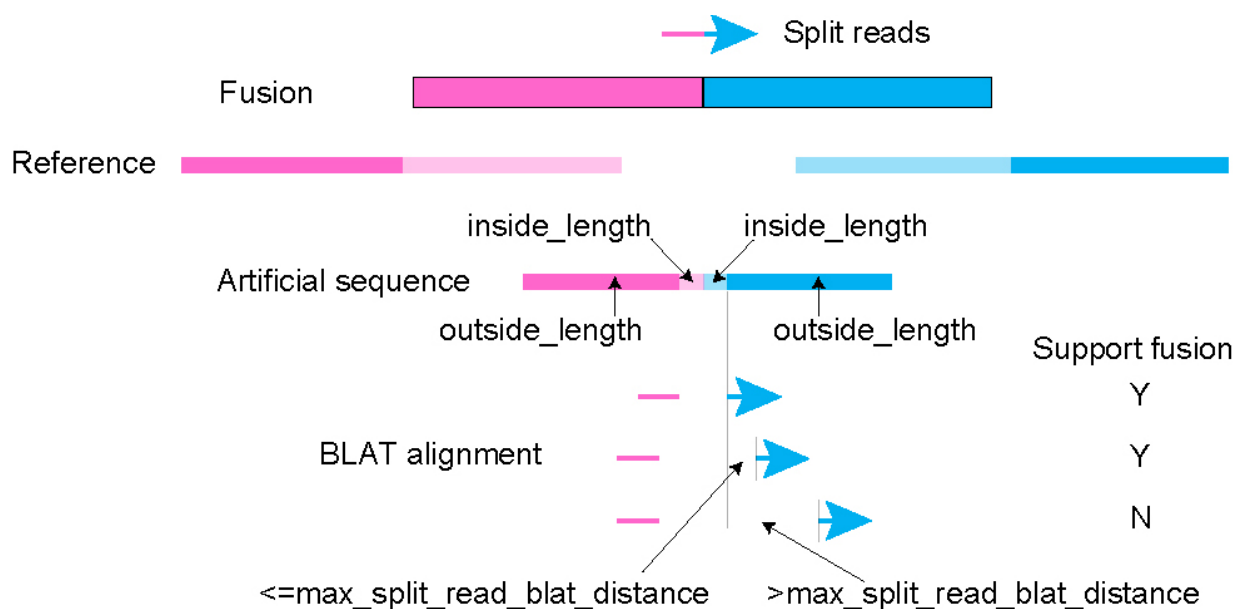 Split reads
Fusion
Reference
inside_length inside_length
Artificial sequence
outside_length outside_length
Support fusion
Y
BLAT alignment Y
N
<=max_split_read_blat_distance >max_split_read_blat_distance